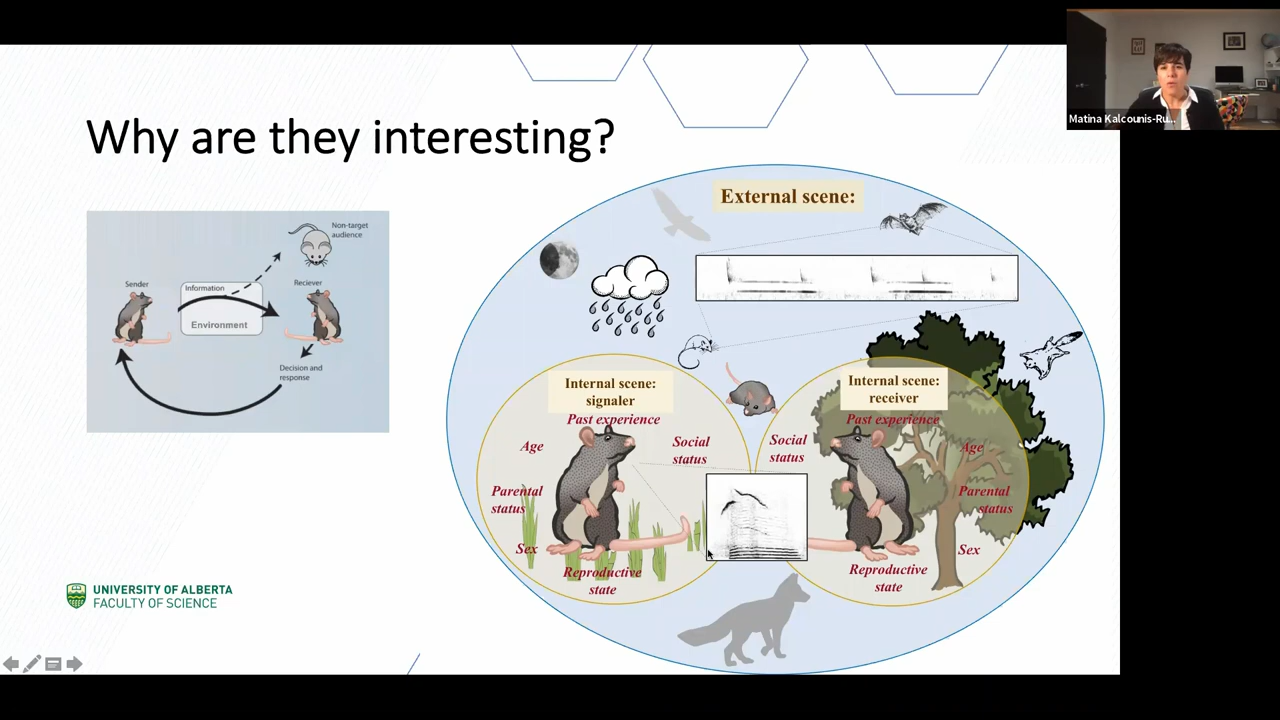 Matina Kalcounis-Ru...
Why are they interesting?
Non-target
audience
Sender
Information
Reciever
Environment
Decision and
response
External scene:
Internal scene:
signaler
Past experience
Age
Social
status
Parental
status
Sex
Reproductive
state
Internal scene:
receiver
Past experience
Social
status
Age
Parental
status
Sex
Reproductive
state
UNIVERSITY OF ALBERTA
FACULTY OF SCIENCE